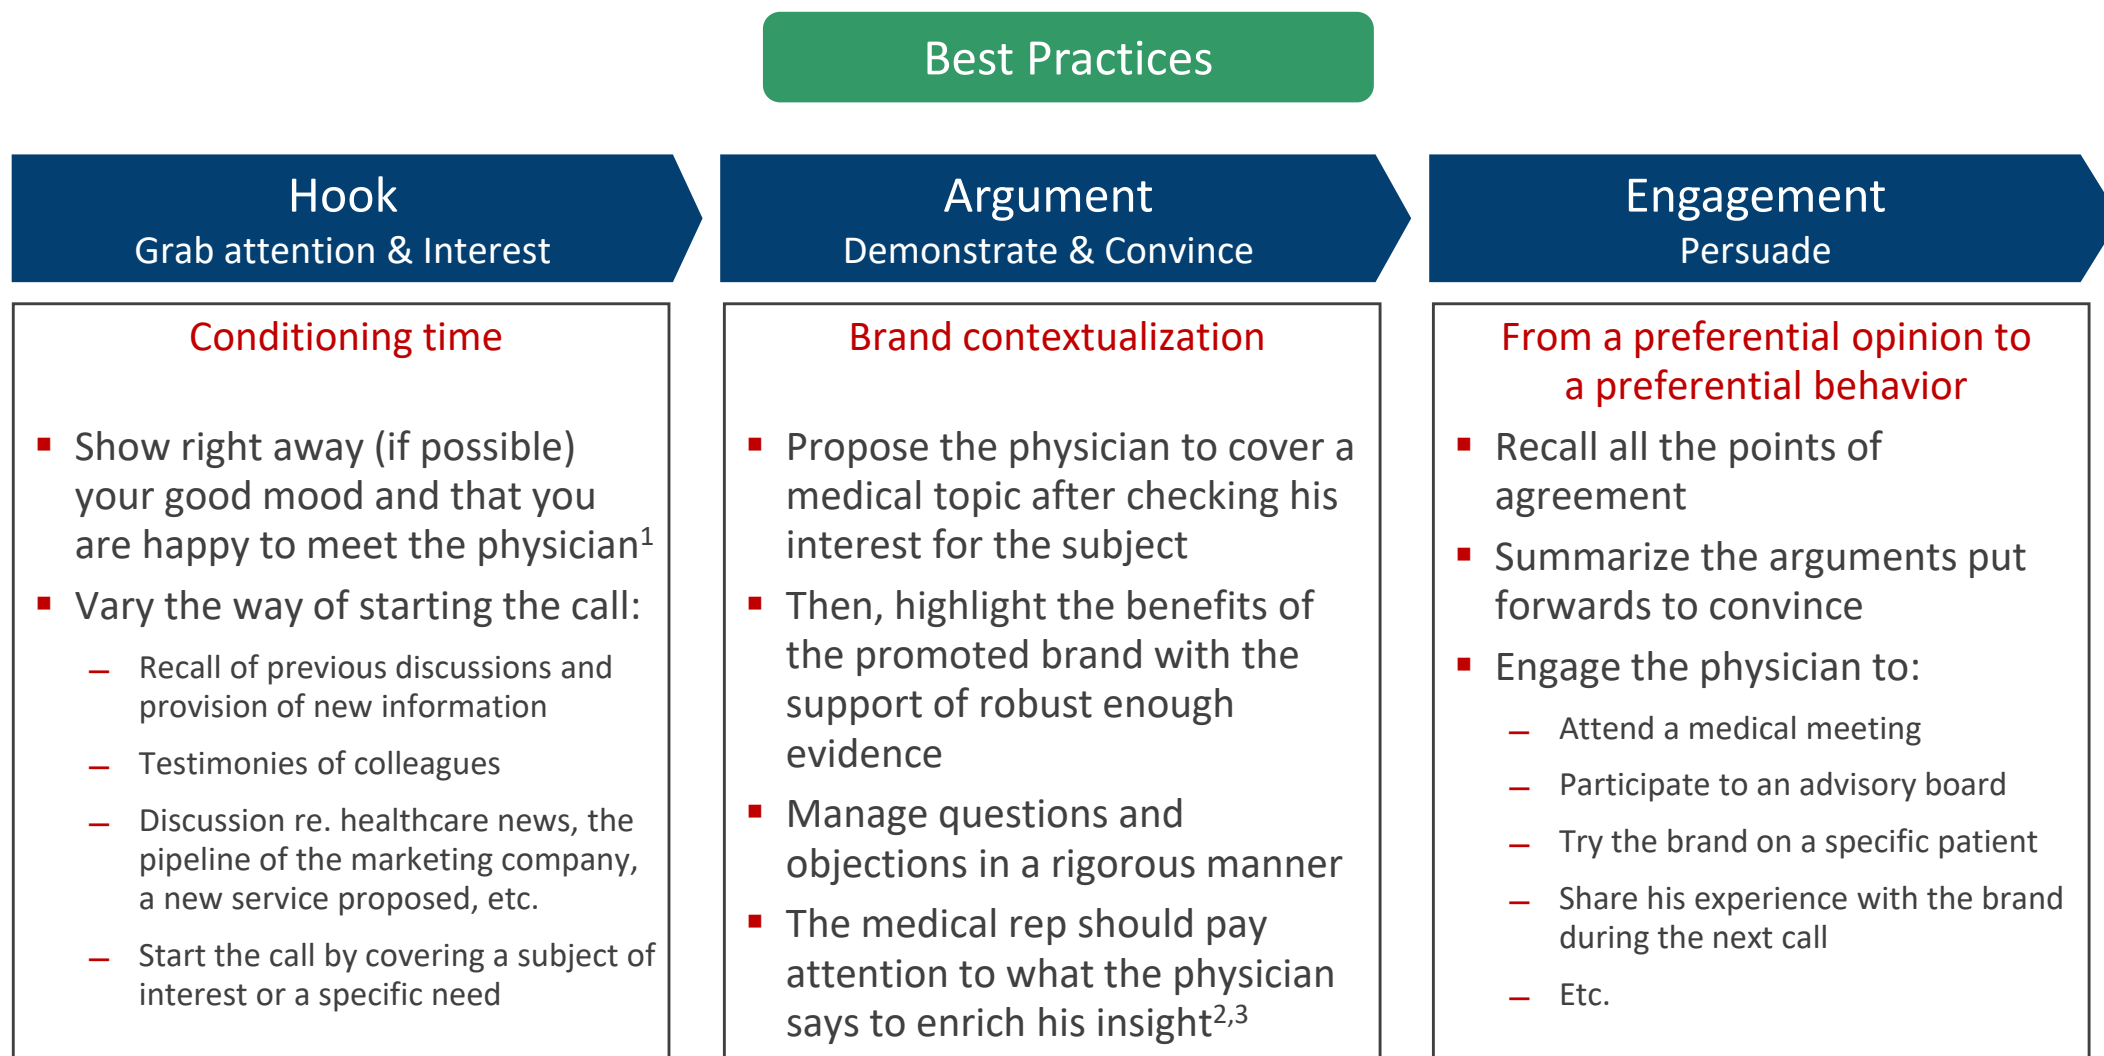 Best Practices
Hook
Grab attention & Interest
Conditioning time
▪ Show right away (if possible)
your good mood and that you
are happy to meet the physician1
▪ Vary the way of starting the call:
– Recall of previous discussions and
provision of new information
– Testimonies of colleagues
– Discussion re. healthcare news, the
pipeline of the marketing company,
a new service proposed, etc.
– Start the call by covering a subject of
interest or a specific need
Argument
Demonstrate & Convince
Brand contextualization
▪ Propose the physician to cover a
medical topic after checking his
interest for the subject
▪ Then, highlight the benefits of
the promoted brand with the
support of robust enough
evidence
▪ Manage questions and
objections in a rigorous manner
▪ The medical rep should pay
attention to what the physician
says to enrich his insight2,3
Engagement
Persuade
From a preferential opinion to
a preferential behavior
▪ Recall all the points of
agreement
▪ Summarize the arguments put
forwards to convince
▪ Engage the physician to:
– Attend a medical meeting
– Participate to an advisory board
– Try the brand on a specific patient
– Share his experience with the brand
during the next call
– Etc.